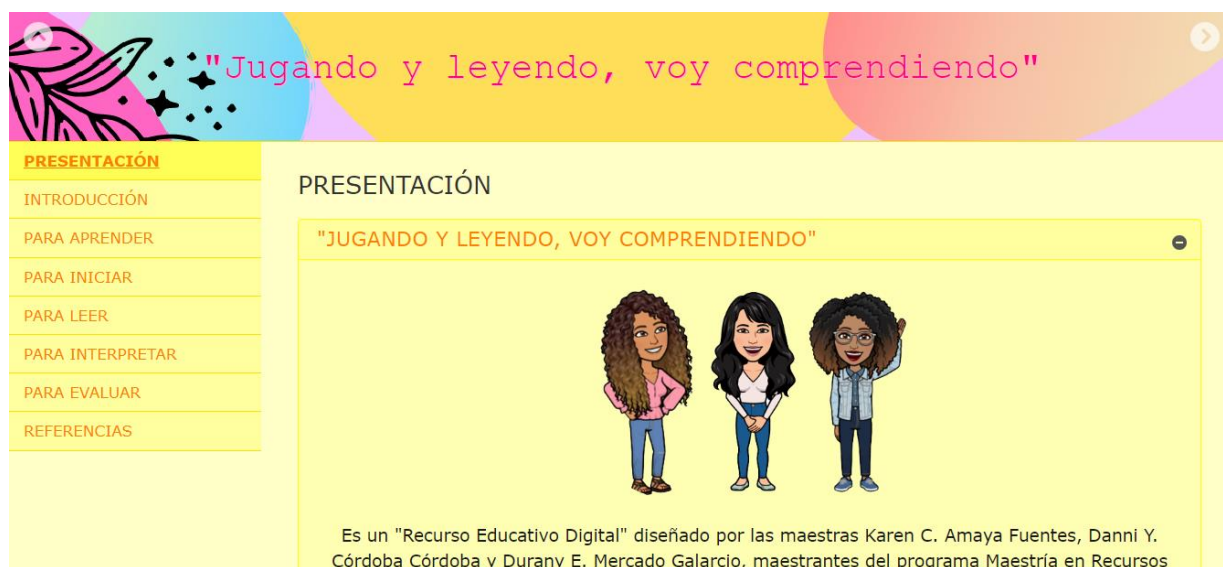 "Jugando y leyendo, voy comprendiendo"
PRESENTACIÓN
INTRODUCCIÓN
PARA APRENDER
PARA INICIAR
PARA LEER
PARA INTERPRETAR
PARA EVALUAR
REFERENCIAS
PRESENTACIÓN
"JUGANDO Y LEYENDO, VOY COMPRENDIENDO"
Es un "Recurso Educativo Digital" diseñado por las maestras Karen C. Amaya Fuentes, Danni Y.
Córdoba Córdoba y Durany E. Mercado Galarcio, maestrantes del programa Maestría en Recursos